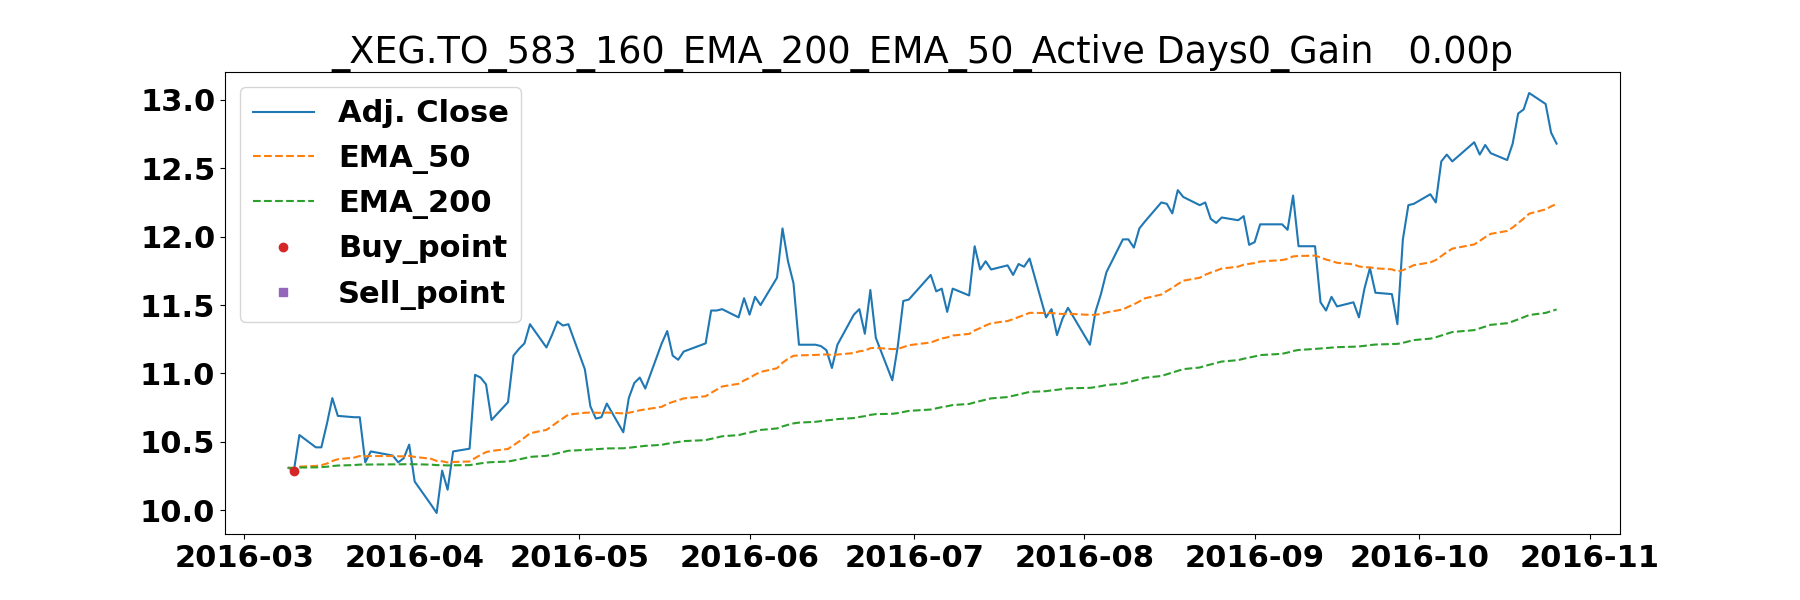 _XEG.TO_583_160_EMA_200_EMA_50_Active Days0_Gain   0.00p
13.0
12.5
12.0
11.5
11.0
10.5
10.0
Adj. Close
EMA_50
EMA_200
Buy_point
Sell_point
2016-03 2016-04 2016-05 2016-06 2016-07 2016-08 2016-09 2016-10 2016-11